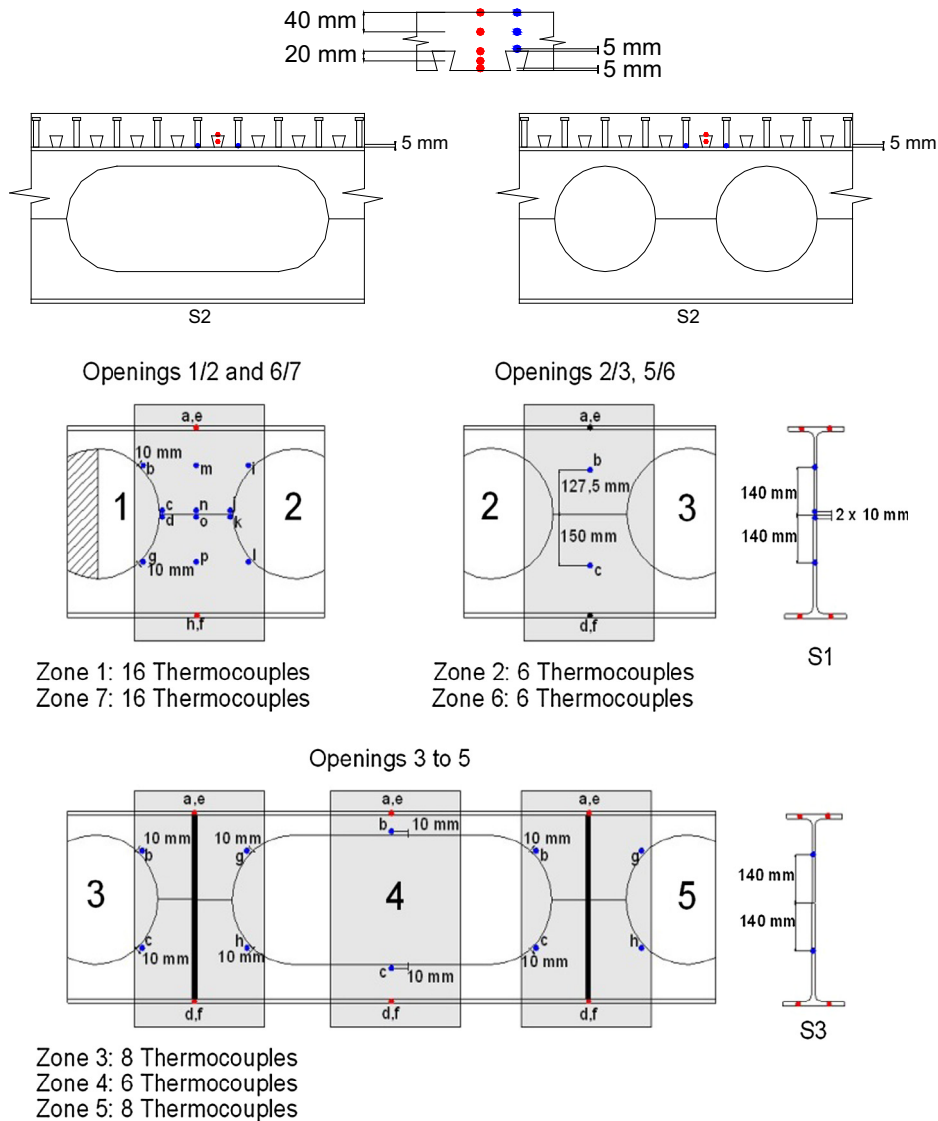 40 mm
20 mm
5 mm
5 mm
5 mm
5 mm
S2
S2
Openings 1/2 and 6/7
Openings 2/3, 5/6
a,e
10 mm
b
m
i
1
c
n
j
2
d
o
k
g
10 mm
p
l
h,f
a,e
b
127,5 mm
2
3
150 mm
c
d,f
140 mm
2 x 10 mm
140 mm
S1
Zone 1: 16 Thermocouples
Zone 7: 16 Thermocouples
Zone 2: 6 Thermocouples
Zone 6: 6 Thermocouples
Openings 3 to 5
a,e
a,e
a,e
10 mm
b
10 mm
g
b
10 mm
10 mm
b
g
3
4
5
c
10 mm
h
10 mm
c
10 mm
c
10 mm
h
d,f
d,f
d,f
140 mm
140 mm
S3
Zone 3: 8 Thermocouples
Zone 4: 6 Thermocouples
Zone 5: 8 Thermocouples